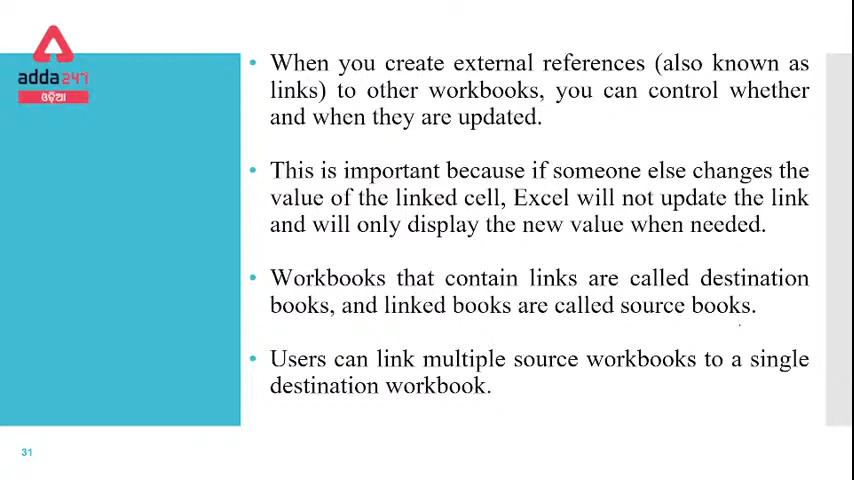 adda247
ଓଡ଼ିଆ
• When you create external references (also known as
links) to other workbooks, you can control whether
and when they are updated.
• This is important because if someone else changes the
value of the linked cell, Excel will not update the link
and will only display the new value when needed.
• Workbooks that contain links are called destination
books, and linked books are called source books.
• Users can link multiple source workbooks to a single
destination workbook.
31